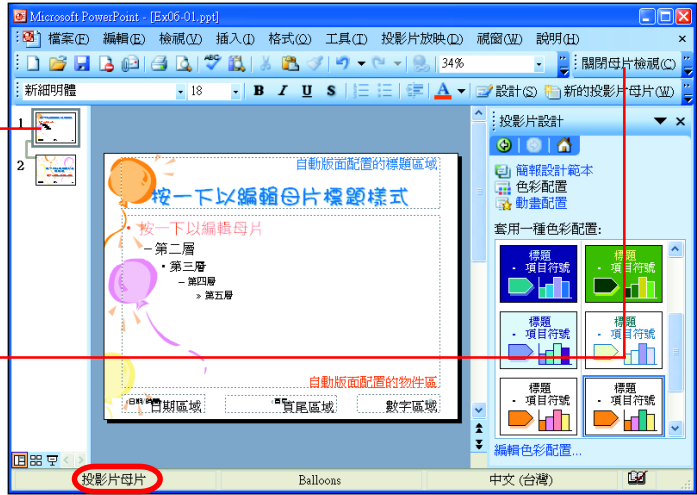 Microsoft PowerPoint - [Ex06-01.ppt]
檔案(F) 編輯(E) 檢視(V) 插入(I) 格式(O) 工具(T) 投影片放映(D) 視窗(W) 說明(H)
34% 關閉母片檢視(C)
新細明體 18 B I U S A 設計(S) 新的投影片母片(W)
1
2
自動版面配置的標題區域
按一下以編輯母片標題樣式
• 按一下以編輯母片
– 第二層
• 第三層
– 第四層
» 第五層
自動版面配置的物件區
日期區域 頁尾區域 數字區域
投影片設計
簡報設計範本
色彩配置
動畫配置
套用一種色彩配置:
標題 標題
• 項目符號 • 項目符號
標題 標題
• 項目符號 • 項目符號
標題 標題
• 項目符號 • 項目符號
編輯色彩配置...
投影片母片 Balloons 中文 (台灣)